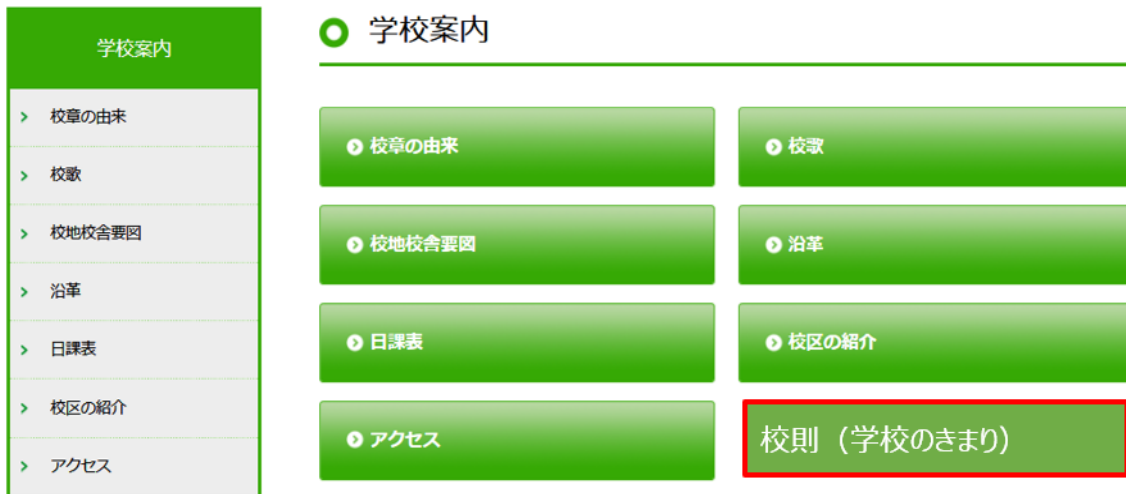 学校案内
校章の由来
校歌
校地校舎要図
沿革
日課表
校区の紹介
アクセス
学校案内
校章の由来
校歌
校地校舎要図
沿革
日課表
校区の紹介
アクセス
校則（学校のきまり）